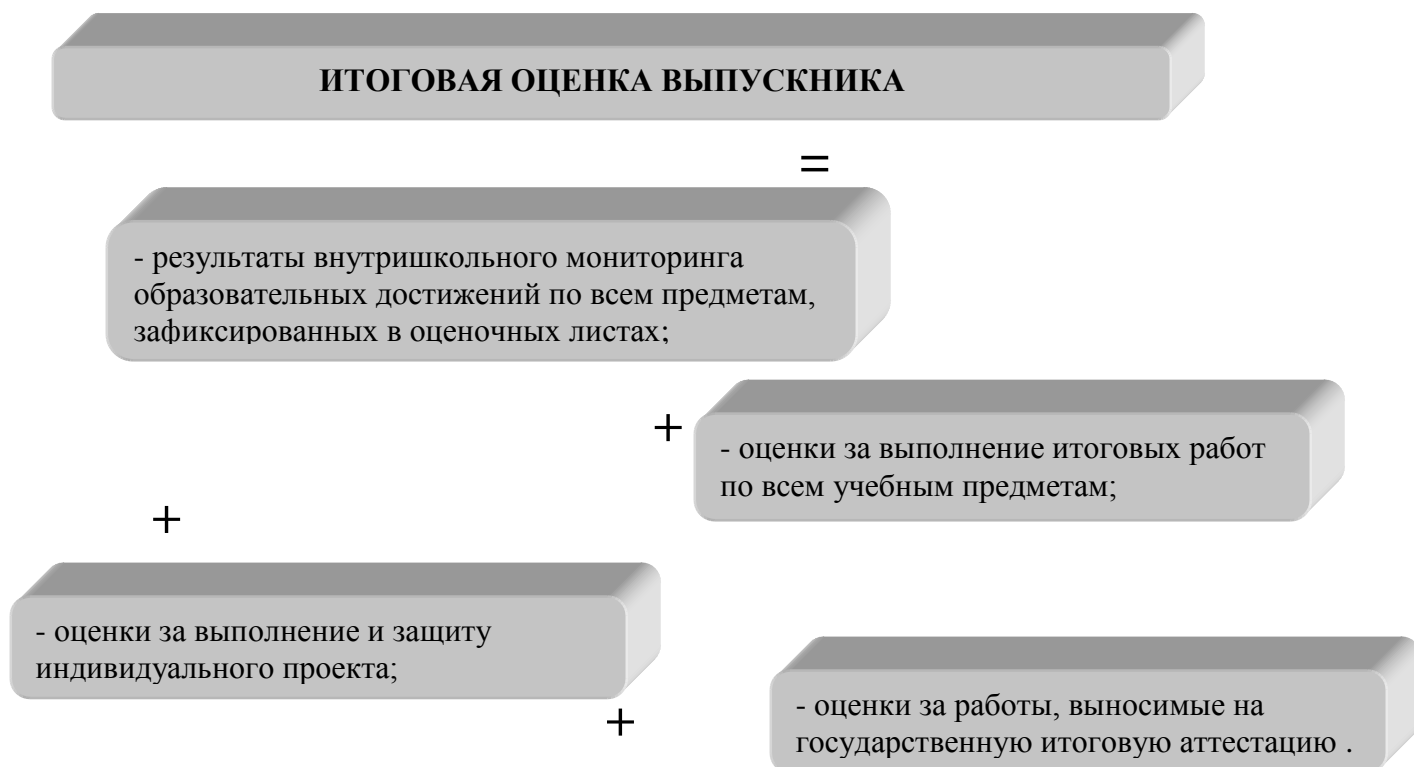 ИТОГОВАЯ ОЦЕНКА ВЫПУСКНИКА
=
- результаты внутришкольного мониторинга
образовательных достижений по всем предметам,
зафиксированных в оценочных листах;
+
- оценки за выполнение итоговых работ
по всем учебным предметам;
+
- оценки за выполнение и защиту
индивидуального проекта;
+
- оценки за работы, выносимые на
государственную итоговую аттестацию .